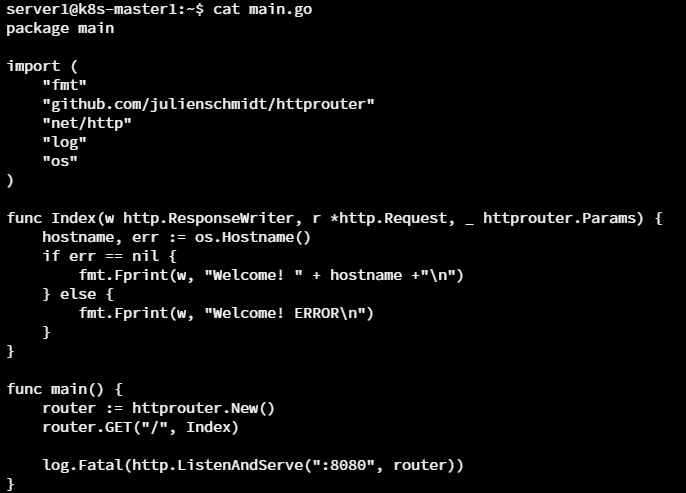 server1@k8s-master1:~$ cat main.go
package main

import (
    "fmt"
    "github.com/julienschmidt/httprouter"
    "net/http"
    "log"
    "os"
)

func Index(w http.ResponseWriter, r *http.Request, _ httprouter.Params) {
    hostname, err := os.Hostname()
    if err == nil {
        fmt.Fprint(w, "Welcome! " + hostname +"\n")
    } else {
        fmt.Fprint(w, "Welcome! ERROR\n")
    }
}

func main() {
    router := httprouter.New()
    router.GET("/", Index)

    log.Fatal(http.ListenAndServe(":8080", router))
}